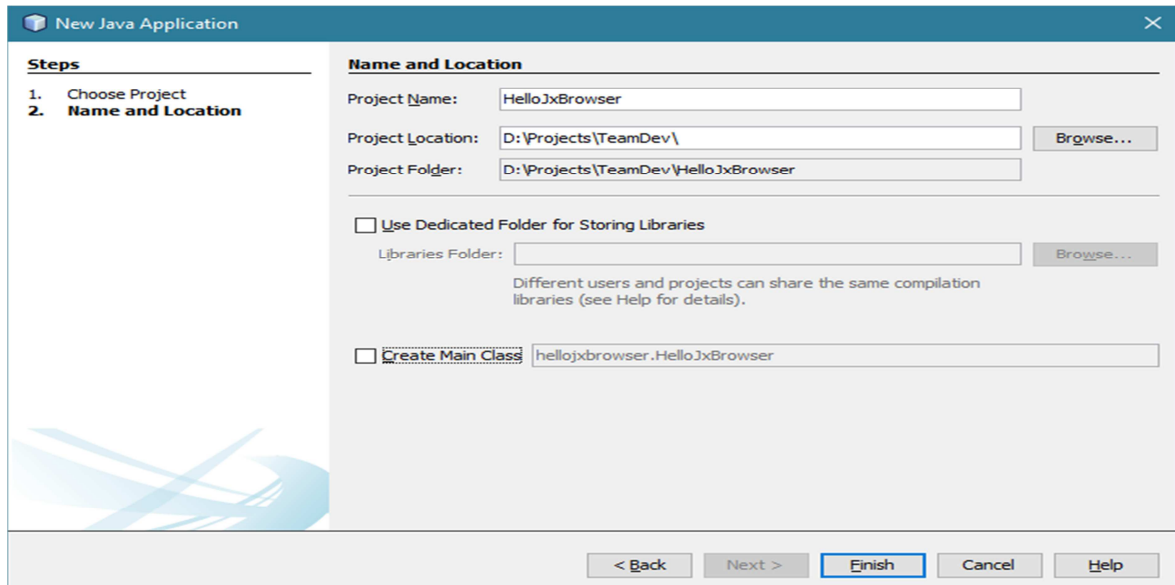 New Java Application
Steps
1. Choose Project
2. Name and Location
Name and Location
Project Name: HelloJxBrowser
Project Location: D:\Projects\TeamDev\ Browse...
Project Folder: D:\Projects\TeamDev\HelloJxBrowser
Use Dedicated Folder for Storing Libraries
Libraries Folder: Browse...
Different users and projects can share the same compilation
libraries (see Help for details).
Create Main Class hellojxbrowser.HelloJxBrowser
< Back Next > Finish Cancel Help